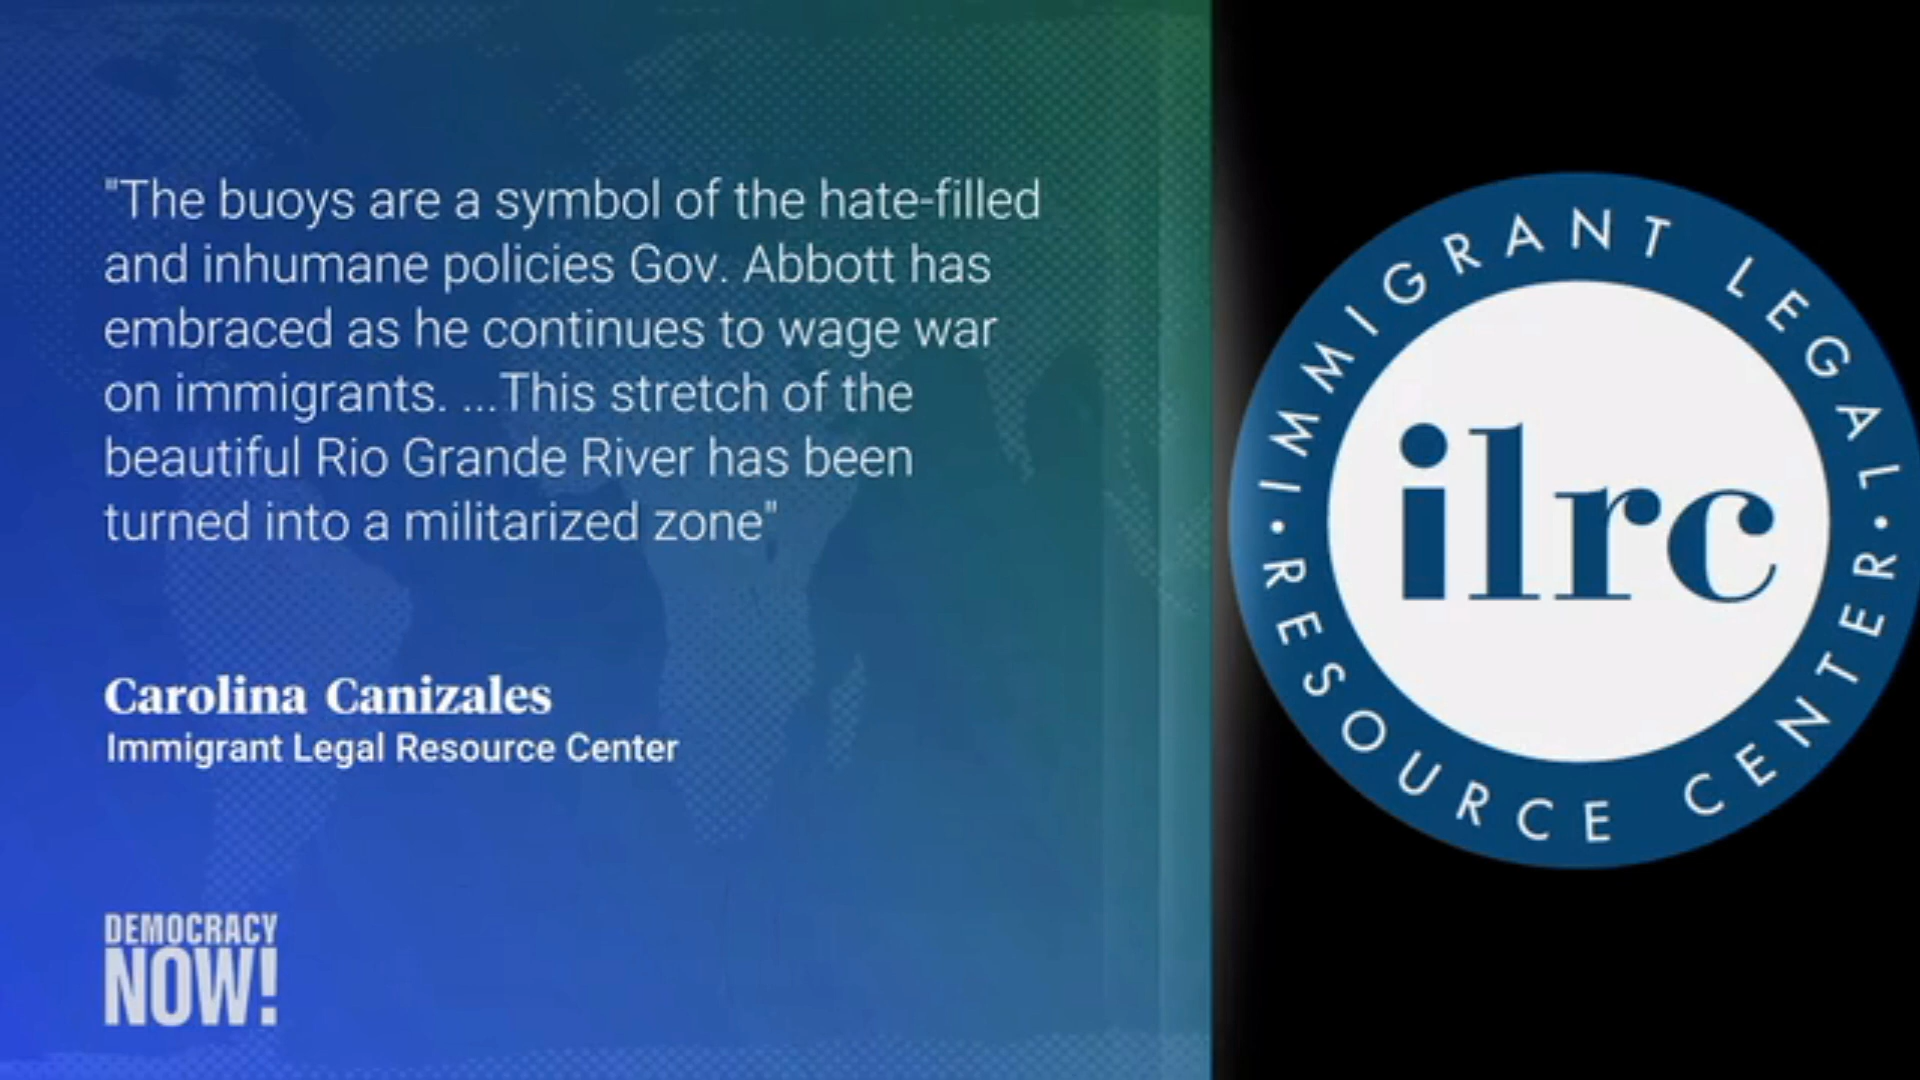 "The buoys are a symbol of the hate-filled
and inhumane policies Gov. Abbott has
embraced as he continues to wage war
on immigrants. ...This stretch of the
beautiful Rio Grande River has been
turned into a militarized zone"
Carolina Canizales
Immigrant Legal Resource Center
DEMOCRACY
NOW!
IMMIGRANT LEGAL
ilrc
RESOURCE CENTER